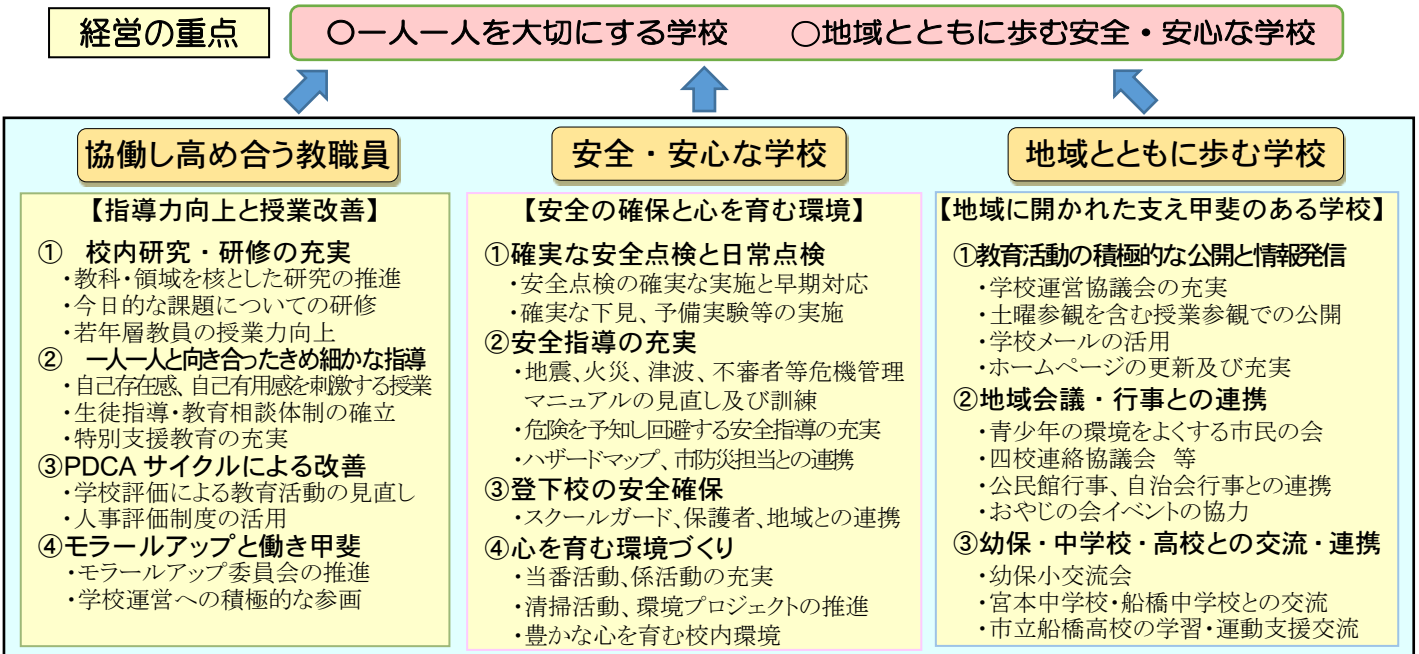 経営の重点
○一人一人を大切にする学校　○地域とともに歩む安全・安心な学校
協働し高め合う教職員
【指導力向上と授業改善】
①　校内研究・研修の充実
・教科・領域を核とした研究の推進
・今日的な課題についての研修
・若年層教員の授業力向上
②　一人一人と向き合ったきめ細かな指導
・自己存在感、自己有用感を刺激する授業
・生徒指導・教育相談体制の確立
・特別支援教育の充実
③PDCA サイクルによる改善
・学校評価による教育活動の見直し
・人事評価制度の活用
④モラールアップと働き甲斐
・モラールアップ委員会の推進
・学校運営への積極的な参画
安全・安心な学校
【安全の確保と心を育む環境】
①確実な安全点検と日常点検
・安全点検の確実な実施と早期対応
・確実な下見、予備実験等の実施
②安全指導の充実
・地震、火災、津波、不審者等危機管理
マニュアルの見直し及び訓練
・危険を予知し回避する安全指導の充実
・ハザードマップ、市防災担当との連携
③登下校の安全確保
・スクールガード、保護者、地域との連携
④心を育む環境づくり
・当番活動、係活動の充実
・清掃活動、環境プロジェクトの推進
・豊かな心を育む校内環境
地域とともに歩む学校
【地域に開かれた支え甲斐のある学校】
①教育活動の積極的な公開と情報発信
・学校運営協議会の充実
・土曜参観を含む授業参観での公開
・学校メールの活用
・ホームページの更新及び充実
②地域会議・行事との連携
・青少年の環境をよくする市民の会
・四校連絡協議会　等
・公民館行事、自治会行事との連携
・おやじの会イベントの協力
③幼保・中学校・高校との交流・連携
・幼保小交流会
・宮本中学校・船橋中学校との交流
・市立船橋高校の学習・運動支援交流